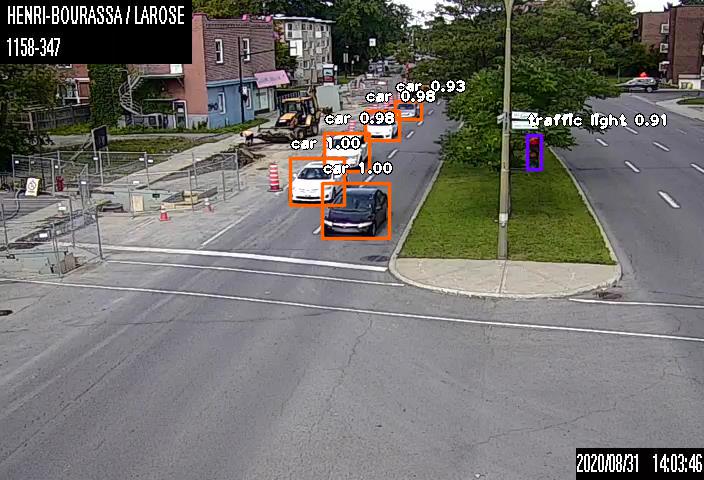 HENRI-BOURASSA / LAROSE
1158-347
car 0.93
car 0.98
car 0.98
car 1.00
car 1.00
traffic light 0.91
2020/08/31 14:03:46